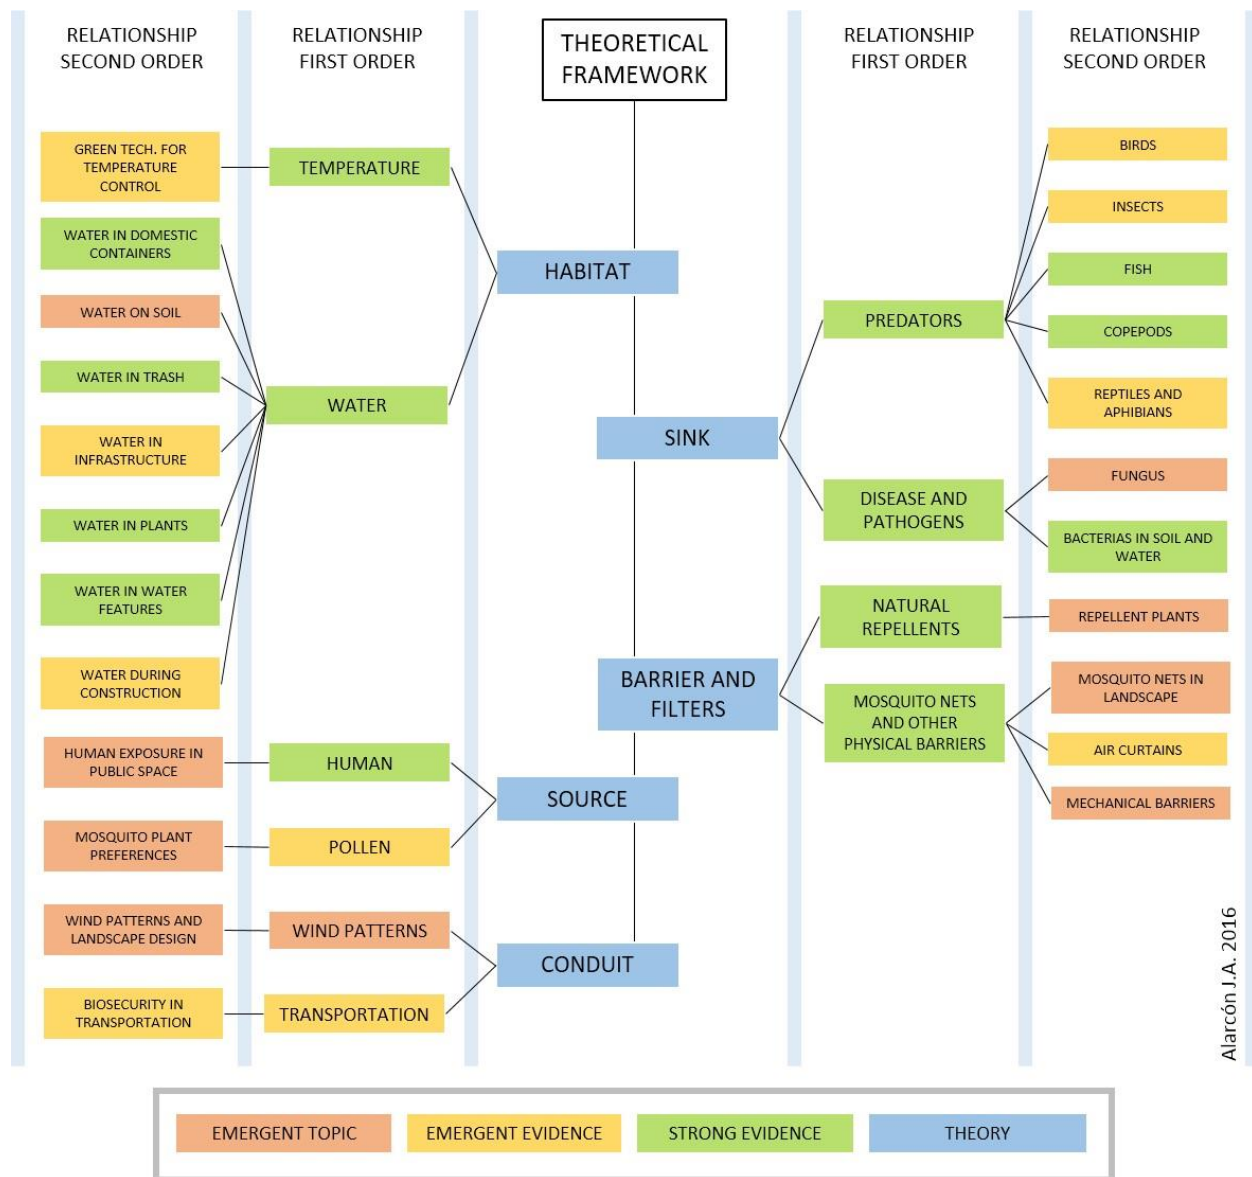 RELATIONSHIP
SECOND ORDER
RELATIONSHIP
FIRST ORDER
THEORETICAL
FRAMEWORK
RELATIONSHIP
FIRST ORDER
RELATIONSHIP
SECOND ORDER
GREEN TECH. FOR
TEMPERATURE
CONTROL
WATER IN DOMESTIC
CONTAINERS
WATER ON SOIL
WATER IN TRASH
WATER IN
INFRASTRUCTURE
WATER IN PLANTS
WATER IN WATER
FEATURES
WATER DURING
CONSTRUCTION
HUMAN EXPOSURE IN
PUBLIC SPACE
MOSQUITO PLANT
PREFERENCES
WIND PATTERNS AND
LANDSCAPE DESIGN
BIOSECURITY IN
TRANSPORTATION
TEMPERATURE
WATER
HUMAN
POLLEN
WIND PATTERNS
TRANSPORTATION
HABITAT
SINK
BARRIER AND
FILTERS
SOURCE
CONDUIT
PREDATORS
DISEASE AND
PATHOGENS
NATURAL
REPELLENTS
MOSQUITO NETS
AND OTHER
PHYSICAL BARRIERS
BIRDS
INSECTS
FISH
COPEPODS
REPTILES AND
APHIBIANS
FUNGUS
BACTERIAS IN SOIL AND
WATER
REPELLENT PLANTS
MOSQUITO NETS IN
LANDSCAPE
AIR CURTAINS
MECHANICAL BARRIERS
Alarcón J.A. 2016
EMERGENT TOPIC
EMERGENT EVIDENCE
STRONG EVIDENCE
THEORY